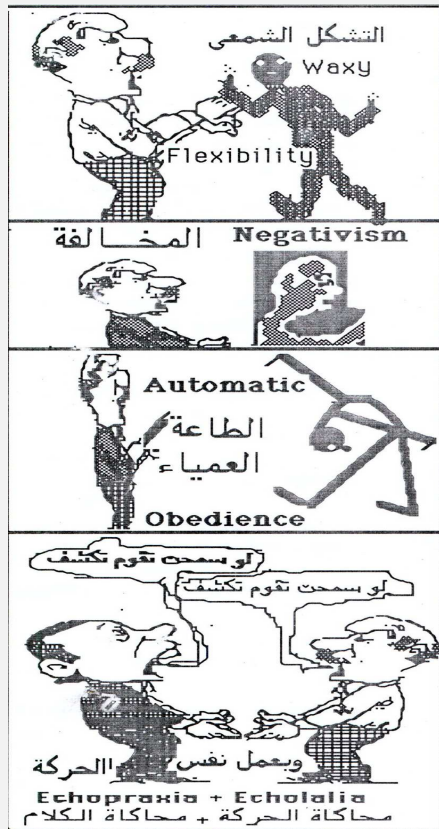 التشكل الشمعى
Waxy
Flexibility
المخالفة Negativism
Automatic
الطاعة
العمياء
Obedience
لو سمحت تقوم تكشف
لو سمحت تقوم تكشف
وبعمل نفس
الحركة
Echopraxia + Echolalia
محاكاة الحركة + محاكاة الكلام